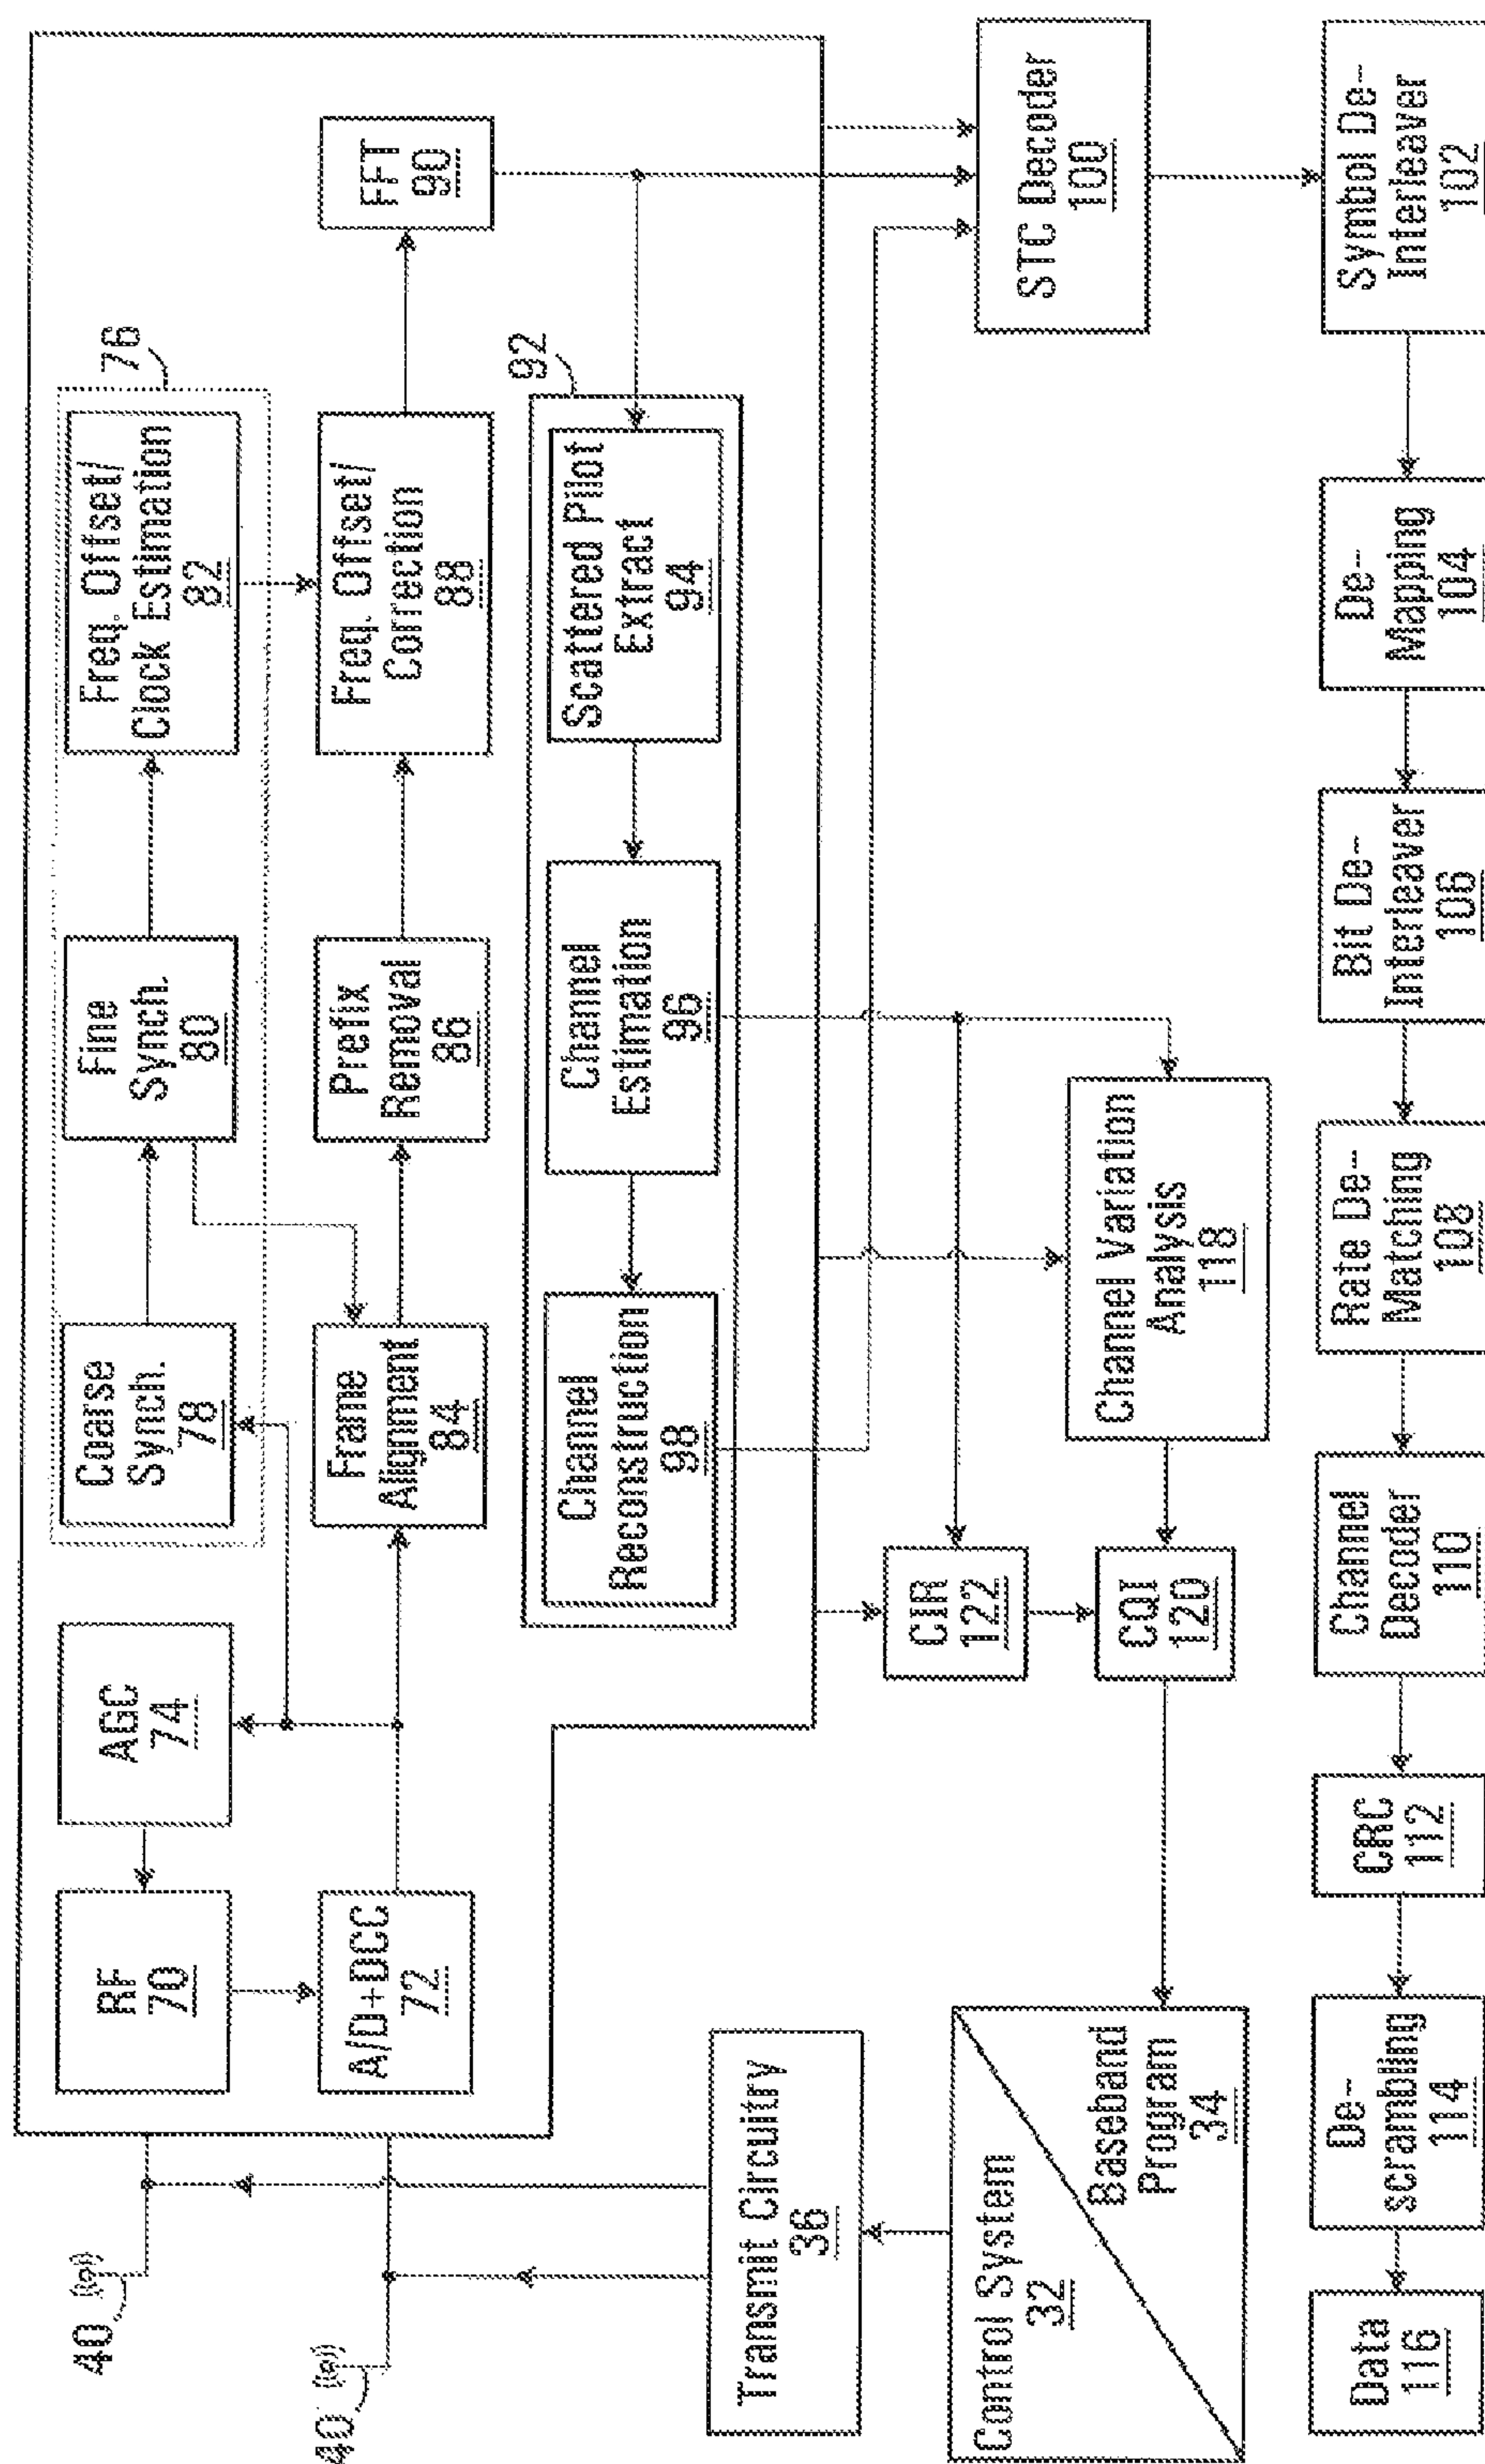 40
40
RF
70
AGC
74
A/D+DCC
72
76
Coarse
Synch.
78
Fine
Synch.
80
Freq. Offset/
Clock Estimation
82
Frame
Alignment
84
Prefix
Removal
86
Freq. Offset/
Correction
88
FFT
90
92
Channel
Reconstruction
98
Channel
Estimation
96
Scattered Pilot
Extract
94
Transmit Circuitry
36
Control System
32
Baseband
Program
34
CIR
122
CQI
120
Channel Variation
Analysis
118
STC Decoder
100
Data
116
De-
scrambling
114
CRC
112
Channel
Decoder
110
Rate De-
Matching
108
Bit De-
Interleaver
106
De-
Mapping
104
Symbol De-
Interleaver
102